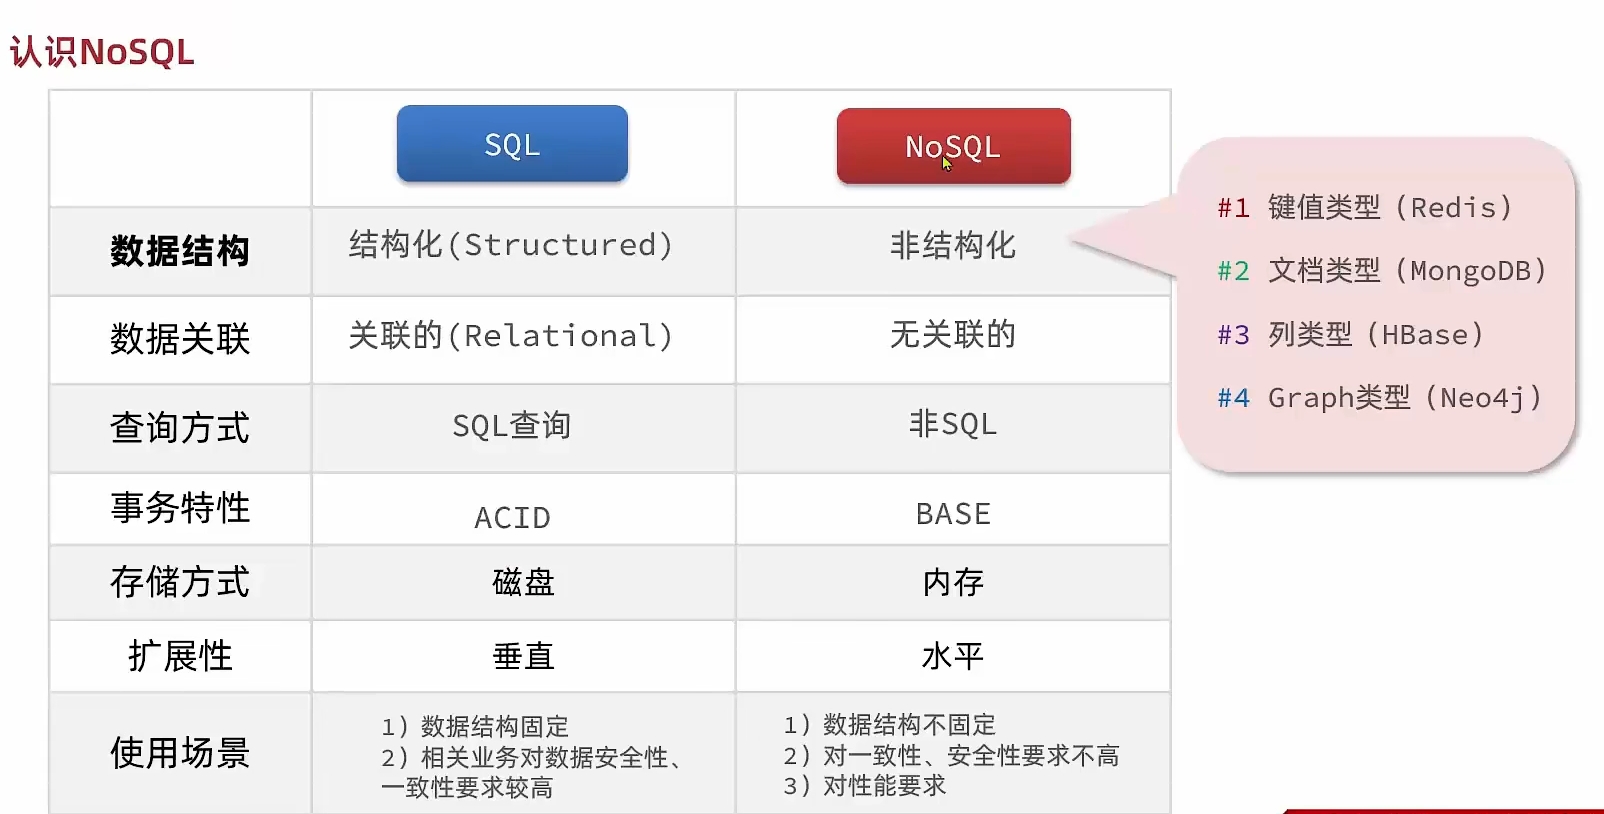 认识NoSQL
SQL
NoSQL
数据结构
结构化(Structured)
非结构化
#1 键值类型（Redis）
#2 文档类型（MongoDB）
#3 列类型（HBase）
#4 Graph类型（Neo4j）
数据关联
关联的(Relational)
无关联的
查询方式
SQL查询
非SQL
事务特性
ACID
BASE
存储方式
磁盘
内存
扩展性
垂直
水平
使用场景
1）数据结构固定
2）相关业务对数据安全性、
一致性要求较高
1）数据结构不固定
2）对一致性、安全性要求不高
3）对性能要求